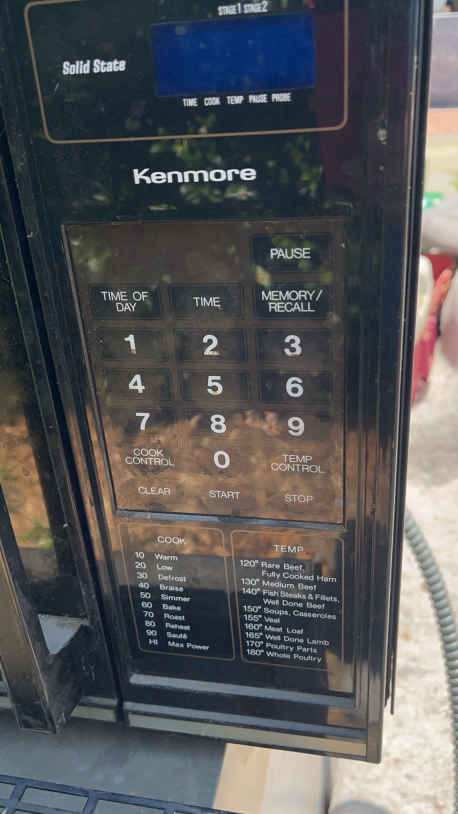 STAGE1 STAGE2
Solid State
TIME COOK TEMP PAUSE PROBE
Kenmore
PAUSE
TIME OF DAY
TIME
MEMORY/RECALL
1 2 3
4 5 6
7 8 9
COOK CONTROL
0
TEMP CONTROL
CLEAR START STOP
COOK
10 Warm
20 Low
30 Defrost
40 Braise
50 Simmer
60 Bake
70 Roast
80 Reheat
90 Sauté
HI Max Power
TEMP
120° Rare Beef,
Fully Cooked Ham
130° Medium Beef
140° Fish Steaks & Fillets,
Well Done Beef
150° Soups, Casseroles
155° Veal
160° Meat Loaf
165° Well Done Lamb
170° Poultry Parts
180° Whole Poultry